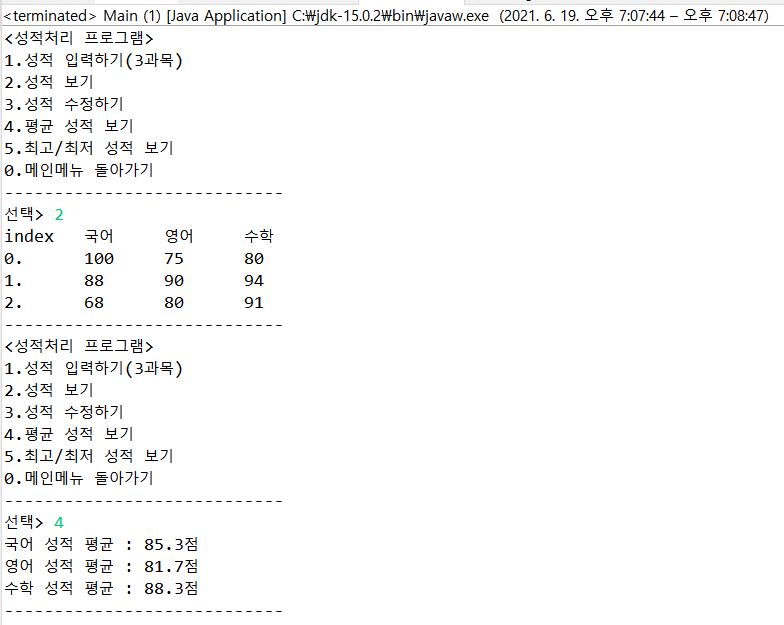 <terminated> Main (1) [Java Application] C:₩jdk-15.0.2₩bin₩javaw.exe (2021. 6. 19. 오후 7:07:44 – 오후 7:08:47)
<성적처리 프로그램>
1.성적 입력하기(3과목)
2.성적 보기
3.성적 수정하기
4.평균 성적 보기
5.최고/최저 성적 보기
0.메인메뉴 돌아가기
----------------------------
선택> 2
index 국어 영어 수학
0. 100 75 80
1. 88 90 94
2. 68 80 91
----------------------------
<성적처리 프로그램>
1.성적 입력하기(3과목)
2.성적 보기
3.성적 수정하기
4.평균 성적 보기
5.최고/최저 성적 보기
0.메인메뉴 돌아가기
----------------------------
선택> 4
국어 성적 평균 : 85.3점
영어 성적 평균 : 81.7점
수학 성적 평균 : 88.3점
----------------------------